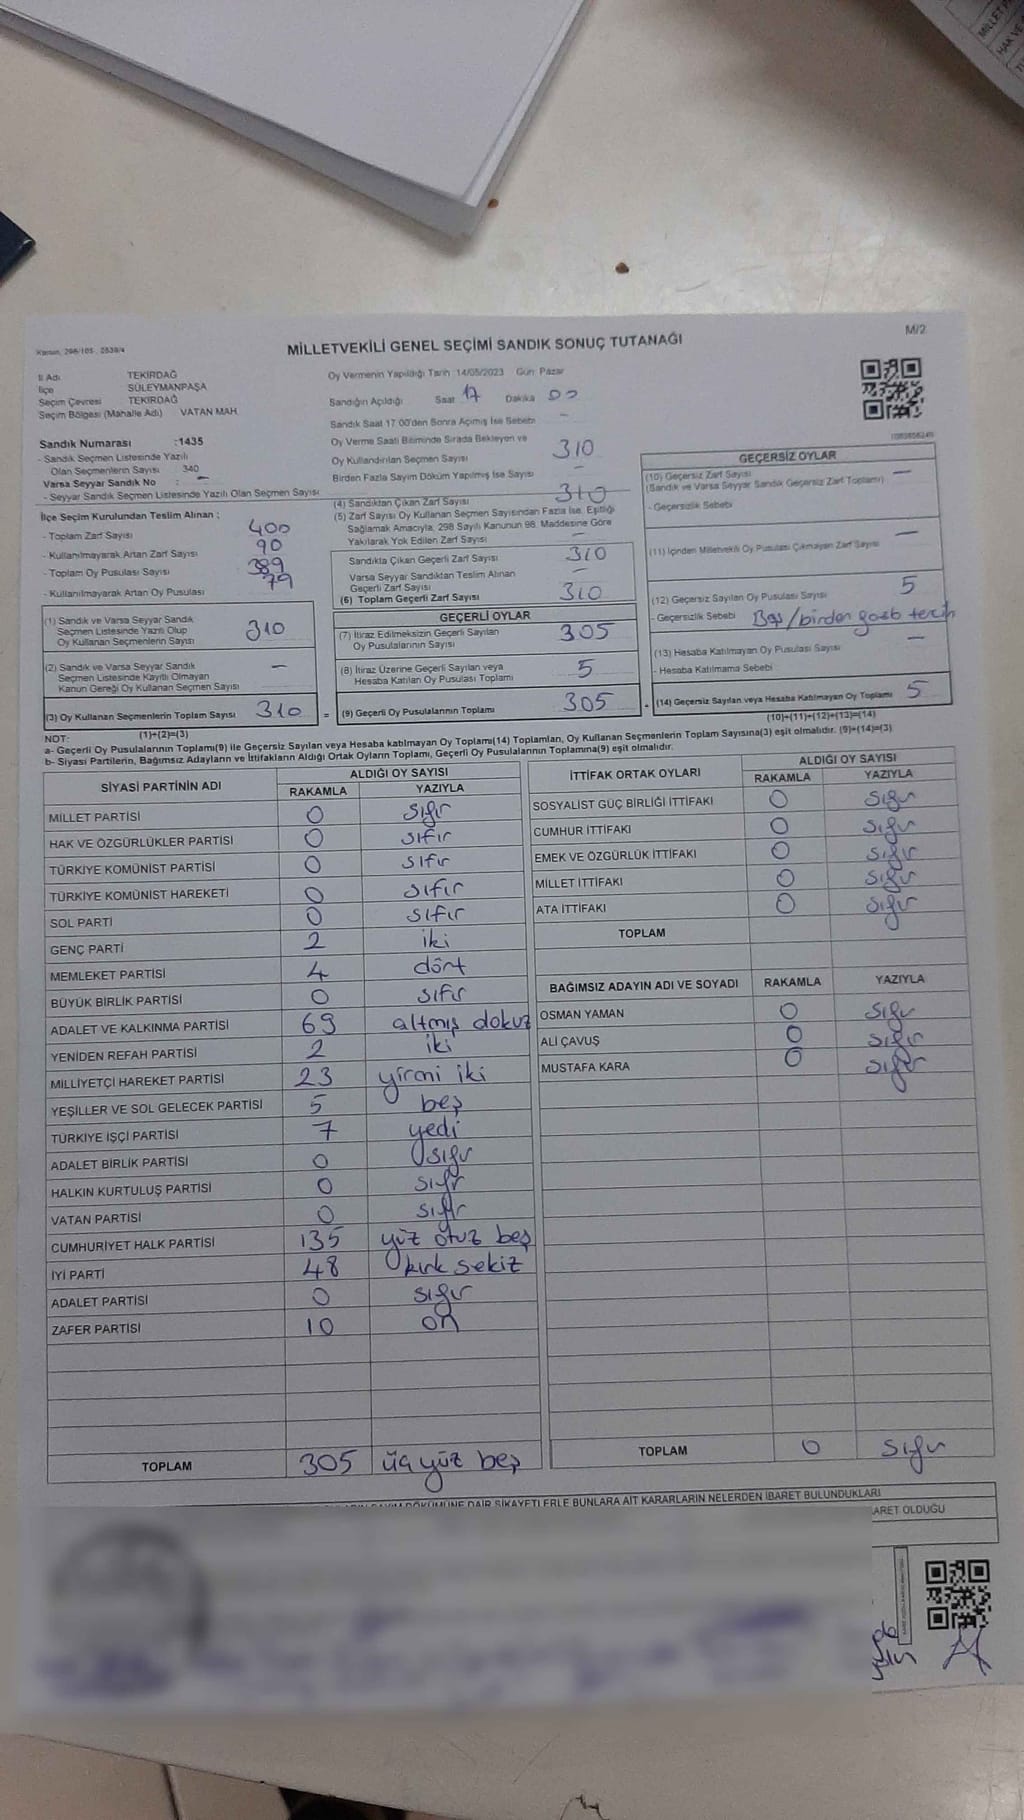 MİLLETVEKİLİ GENEL SEÇİMİ SANDIK SONUÇ TUTANAĞI
M/2
İl Adı TEKİRDAĞ
İlçe SÜLEYMANPAŞA
Seçim Çevresi TEKİRDAĞ
Seçim Bölgesi (Mahalle Adı) VATAN MAH.
Sandık Numarası :1435
- Sandık Seçmen Listesinde Yazılı
Olan Seçmenlerin Sayısı 340
Varsa Seyyar Sandık No : -
- Seyyar Sandık Seçmen Listesinde Yazılı Olan Seçmen Sayısı
Oy Vermenin Yapıldığı Tarih :14/05/2023 Gün: Pazar
Sandığın Açıldığı Saat 17 Dakika 00
Sandık Saat 17.00'den Sonra Açılmış İse Sebebi -
Oy Verme Saati Bitiminde Sırada Bekleyen ve
Oy Kullandırılan Seçmen Sayısı 310
Birden Fazla Sayım Döküm Yapılmış İse Sayısı -
İlçe Seçim Kurulundan Teslim Alınan :
- Toplam Zarf Sayısı 400
- Kullanılmayarak Artan Zarf Sayısı 90
- Toplam Oy Pusulası Sayısı 389
- Kullanılmayarak Artan Oy Pusulası 79
(4) Sandıktan Çıkan Zarf Sayısı 310
(5) Zarf Sayısı Oy Kullanan Seçmen Sayısından Fazla İse, Eşitliği
Sağlamak Amacıyla, 298 Sayılı Kanunun 98. Maddesine Göre
Yakılarak Yok Edilen Zarf Sayısı -
Sandıkta Çıkan Geçerli Zarf Sayısı 310
Varsa Seyyar Sandıktan Teslim Alınan
Geçerli Zarf Sayısı -
(6) Toplam Geçerli Zarf Sayısı 310
(1) Sandık ve Varsa Seyyar Sandık
Seçmen Listesinde Yazılı Olup
Oy Kullanan Seçmenlerin Sayısı 310
(2) Sandık ve Varsa Seyyar Sandık
Seçmen Listesinde Kayıtlı Olmayan
Kanun Gereği Oy Kullanan Seçmen Sayısı -
(3) Oy Kullanan Seçmenlerin Toplam Sayısı 310 =
(1)+(2)=(3)
GEÇERLİ OYLAR
(7) İtiraz Edilmeksizin Geçerli Sayılan
Oy Pusulalarının Sayısı 305
(8) İtiraz Üzerine Geçerli Sayılan veya
Hesaba Katılan Oy Pusulası Toplamı 5
(9) Geçerli Oy Pusulalarının Toplamı 305 +
GEÇERSİZ OYLAR
(10) Geçersiz Zarf Sayısı -
(Sandık ve Varsa Seyyar Sandık Geçersiz Zarf Toplamı)
- Geçersizlik Sebebi
(11) İçinden Milletvekili Oy Pusulası Çıkmayan Zarf Sayısı -
(12) Geçersiz Sayılan Oy Pusulası Sayısı 5
- Geçersizlik Sebebi Boş/birden fazla tercih
(13) Hesaba Katılmayan Oy Pusulası Sayısı -
- Hesaba Katılmama Sebebi
(14) Geçersiz Sayılan veya Hesaba Katılmayan Oy Toplamı 5
(10)+(11)+(12)+(13)=(14)
NOT:
a- Geçerli Oy Pusulalarının Toplamı(9) ile Geçersiz Sayılan veya Hesaba katılmayan Oy Toplamı(14) Toplamları, Oy Kullanan Seçmenlerin Toplam Sayısına(3) eşit olmalıdır. (9)+(14)=(3)
b- Siyasi Partilerin, Bağımsız Adayların ve İttifakların Aldığı Ortak Oyların Toplamı, Geçerli Oy Pusulalarının Toplamına(9) eşit olmalıdır.
SİYASİ PARTİNİN ADI ALDIĞI OY SAYISI
RAKAMLA YAZIYLA
MİLLET PARTİSİ 0 sıfır
HAK VE ÖZGÜRLÜKLER PARTİSİ 0 sıfır
TÜRKİYE KOMÜNİST PARTİSİ 0 sıfır
TÜRKİYE KOMÜNİST HAREKETİ 0 sıfır
SOL PARTİ 0 sıfır
GENÇ PARTİ 2 iki
MEMLEKET PARTİSİ 4 dört
BÜYÜK BİRLİK PARTİSİ 0 sıfır
ADALET VE KALKINMA PARTİSİ 69 altmış dokuz
YENİDEN REFAH PARTİSİ 2 iki
MİLLİYETÇİ HAREKET PARTİSİ 23 yirmi iki
YEŞİLLER VE SOL GELECEK PARTİSİ 5 beş
TÜRKİYE İŞÇİ PARTİSİ 7 yedi
ADALET BİRLİK PARTİSİ 0 sıfır
HALKIN KURTULUŞ PARTİSİ 0 sıfır
VATAN PARTİSİ 0 sıfır
CUMHURİYET HALK PARTİSİ 135 yüz otuz beş
İYİ PARTİ 48 kırk sekiz
ADALET PARTİSİ 0 sıfır
ZAFER PARTİSİ 10 on
TOPLAM 305 üç yüz beş
İTTİFAK ORTAK OYLARI ALDIĞI OY SAYISI
RAKAMLA YAZIYLA
SOSYALİST GÜÇ BİRLİĞİ İTTİFAKI 0 sıfır
CUMHUR İTTİFAKI 0 sıfır
EMEK VE ÖZGÜRLÜK İTTİFAKI 0 sıfır
MİLLET İTTİFAKI 0 sıfır
ATA İTTİFAKI 0 sıfır
TOPLAM
BAĞIMSIZ ADAYIN ADI VE SOYADI RAKAMLA YAZIYLA
OSMAN YAMAN 0 sıfır
ALİ ÇAVUŞ 0 sıfır
MUSTAFA KARA 0 sıfır
TOPLAM 0 sıfır
DÖKÜMÜNE DAİR ŞİKAYETLERLE BUNLARA AİT KARARLARIN NELERDEN İBARET BULUNDUKLARI
ARET OLDUĞU